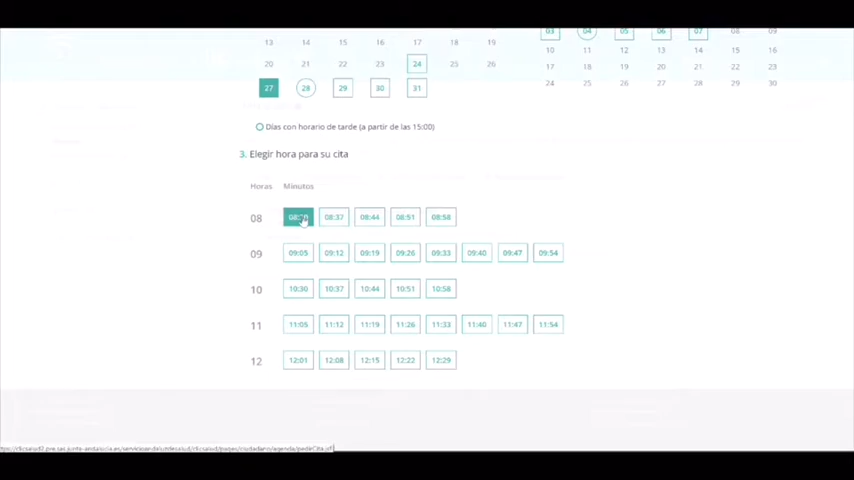 03 04 05 06 07 08 09
13 14 15 16 17 18 19 10 11 12 13 14 15 16
20 21 22 23 24 25 26 17 18 19 20 21 22 23
27 28 29 30 31 24 25 26 27 28 29 30
Días con horario de tarde (a partir de las 15:00)
3. Elegir hora para su cita
Horas Minutos
08 08:37 08:44 08:51 08:58
09 09:05 09:12 09:19 09:26 09:33 09:40 09:47 09:54
10 10:30 10:37 10:44 10:51 10:58
11 11:05 11:12 11:19 11:26 11:33 11:40 11:47 11:54
12 12:01 12:08 12:15 12:22 12:29